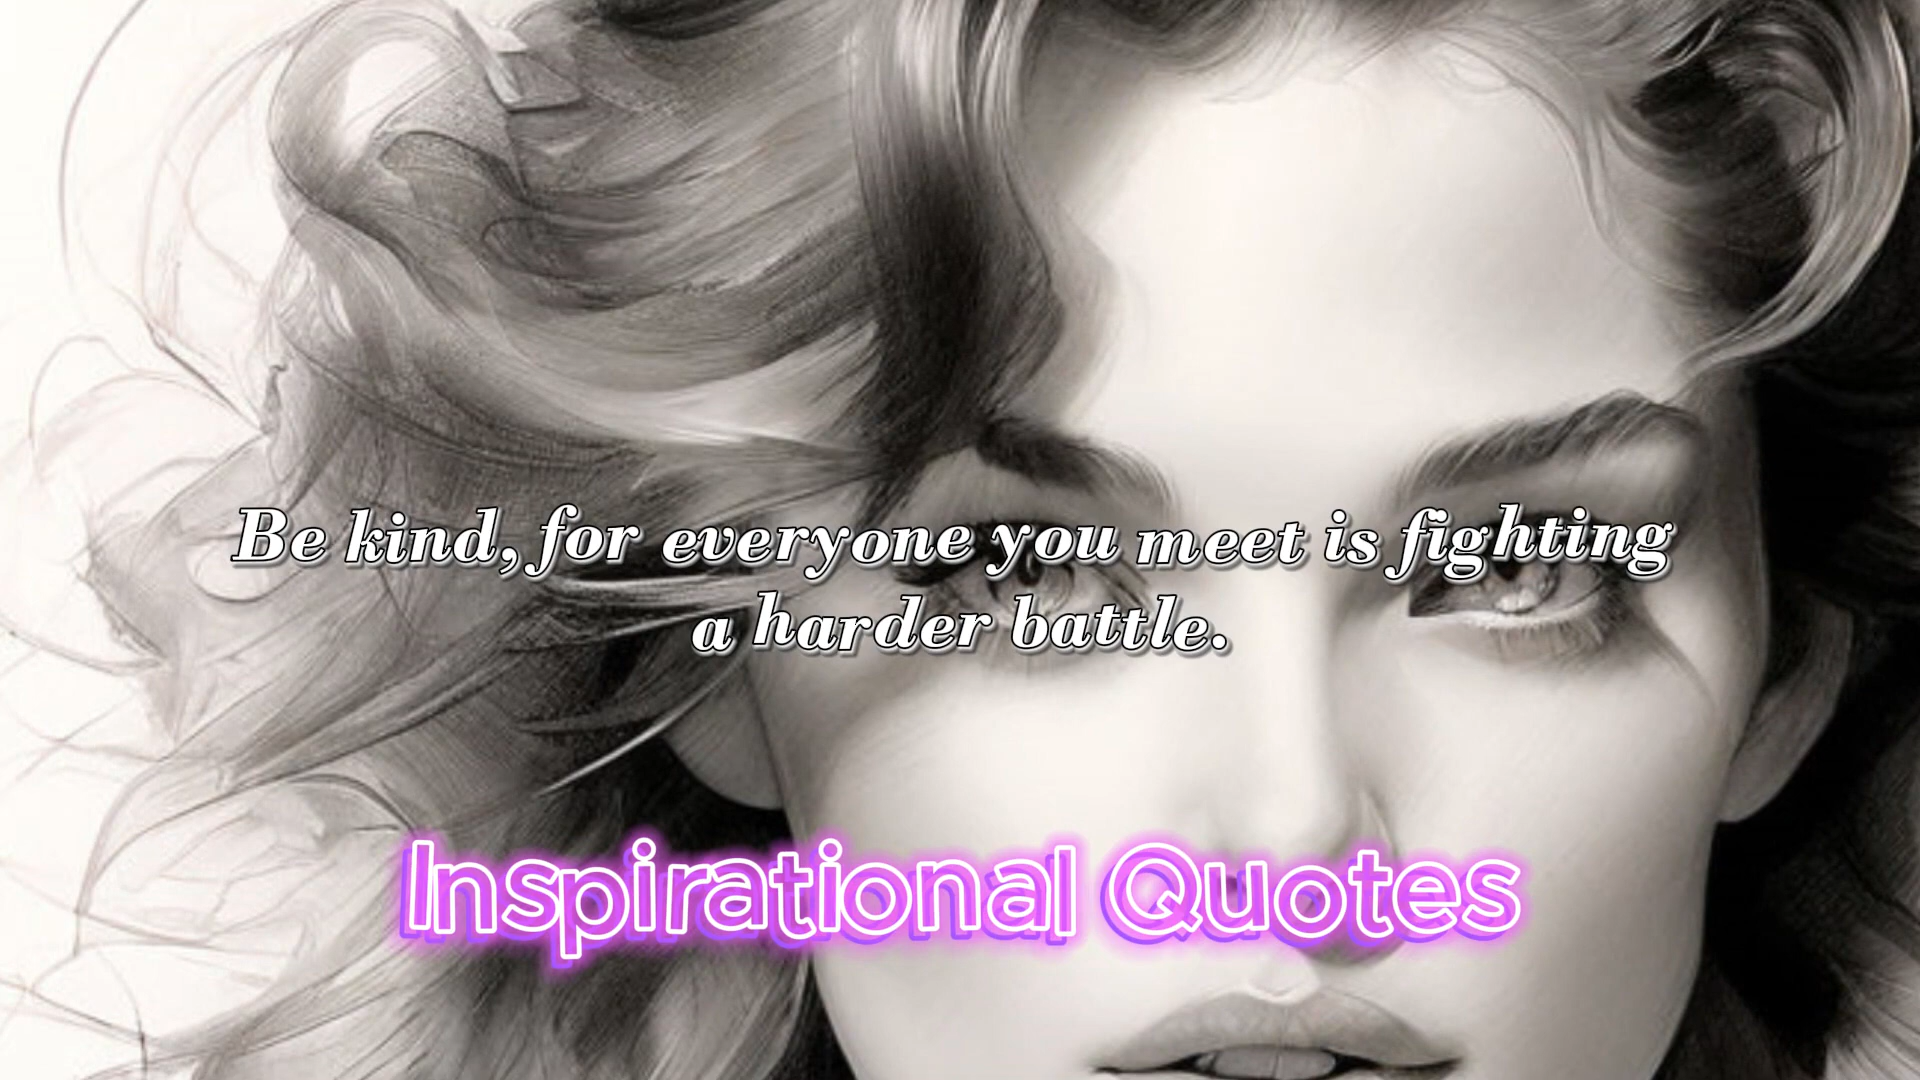 Be kind, for everyone you meet is fighting
a harder battle.
Inspirational Quotes